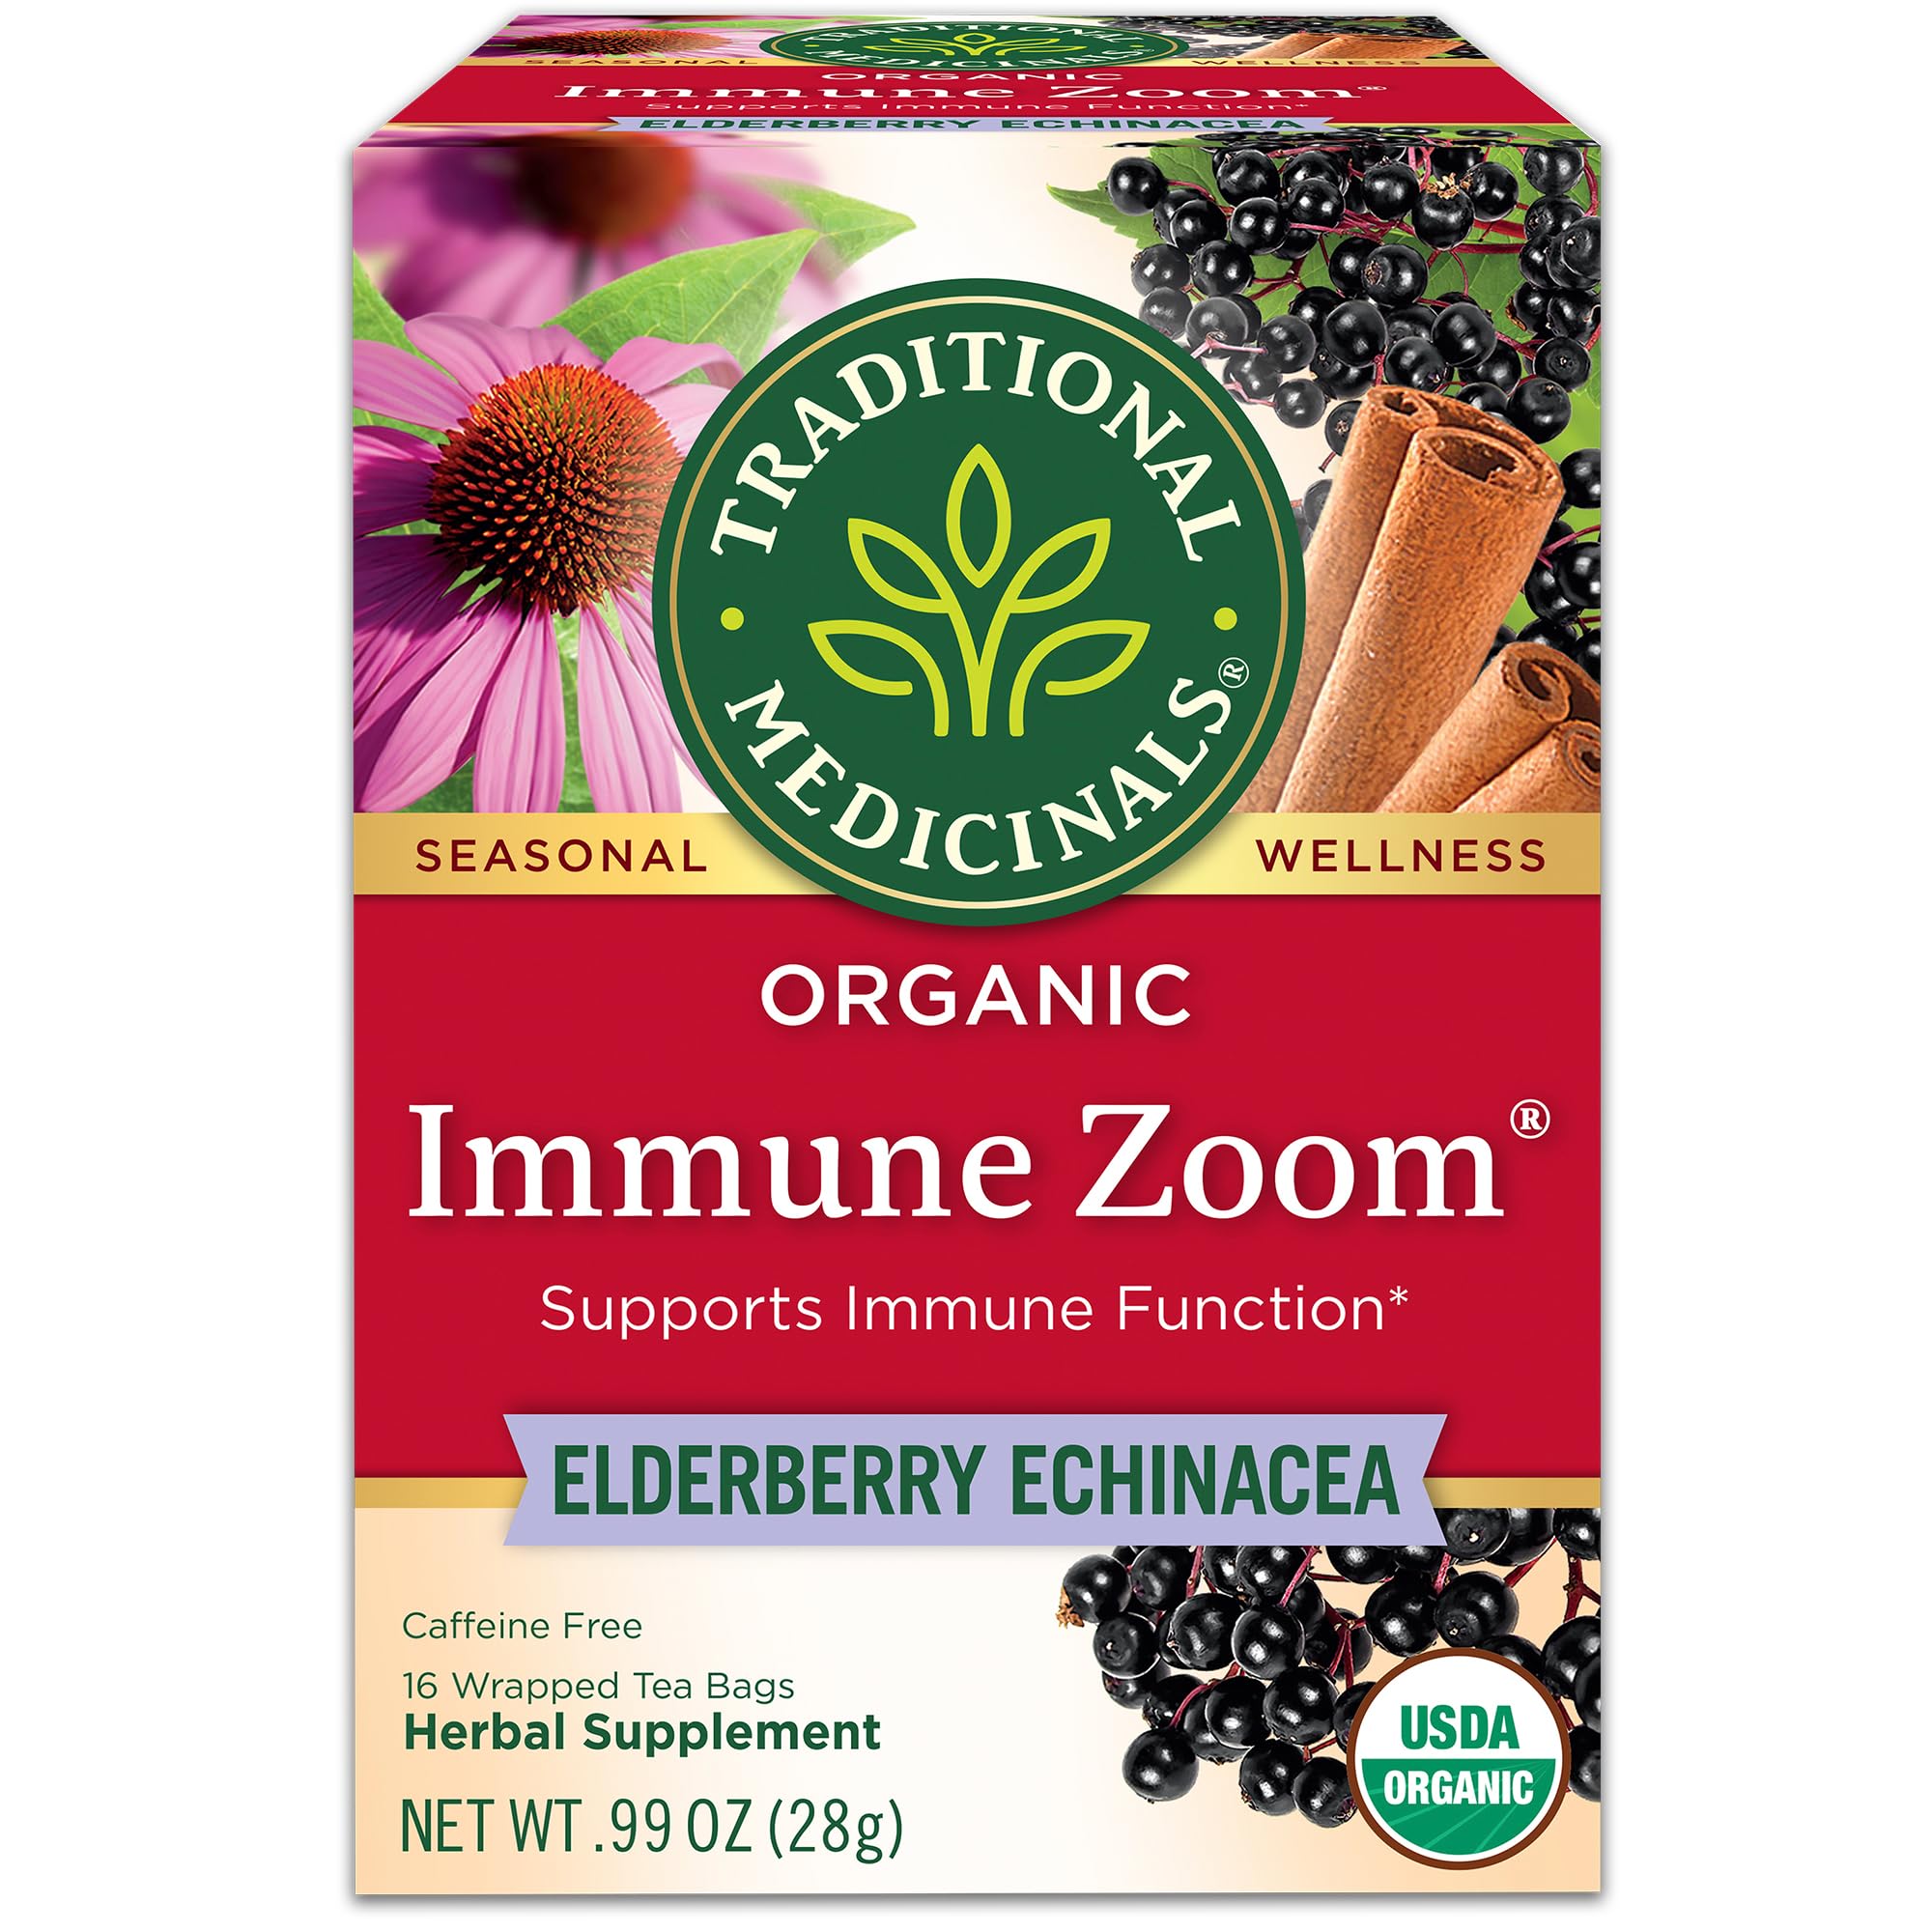 TRADITIONAL
MEDICINALS®
SEASONAL
WELLNESS
ORGANIC
Immune Zoom®
Supports Immune Function*
ELDERBERRY ECHINACEA
TRADITIONAL
MEDICINALS®
SEASONAL
WELLNESS
ORGANIC
Immune Zoom®
Supports Immune Function*
ELDERBERRY ECHINACEA
Caffeine Free
16 Wrapped Tea Bags
Herbal Supplement
NET WT .99 OZ (28g)
USDA
ORGANIC